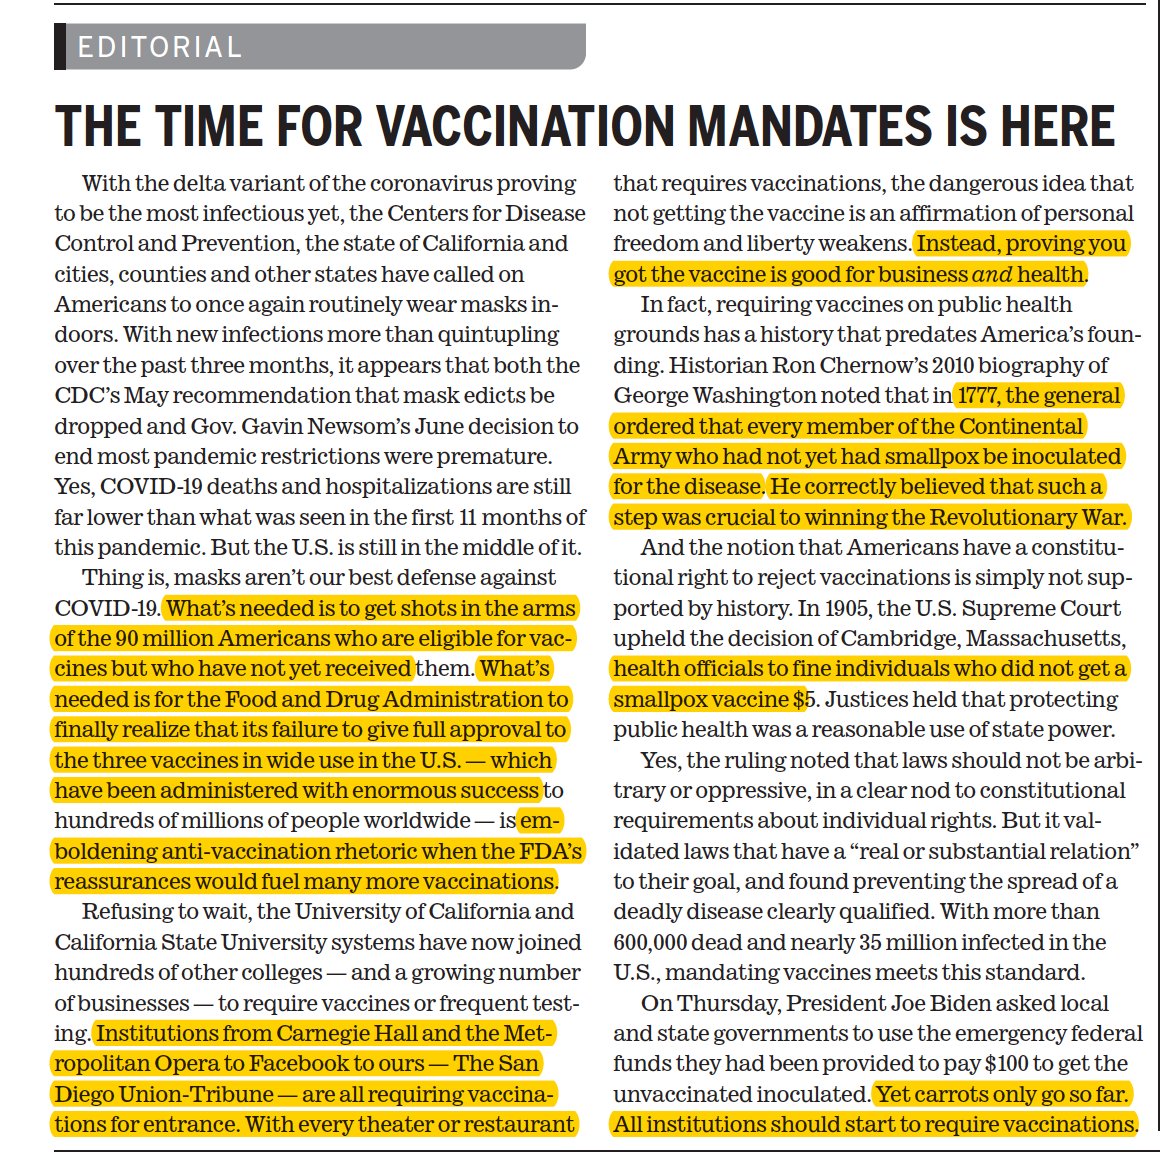 EDITORIAL
THE TIME FOR VACCINATION MANDATES IS HERE
With the delta variant of the coronavirus proving
to be the most infectious yet, the Centers for Disease
Control and Prevention, the state of California and
cities, counties and other states have called on
Americans to once again routinely wear masks in-
doors. With new infections more than quintupling
over the past three months, it appears that both the
CDC’s May recommendation that mask edicts be
dropped and Gov. Gavin Newsom’s June decision to
end most pandemic restrictions were premature.
Yes, COVID-19 deaths and hospitalizations are still
far lower than what was seen in the first 11 months of
this pandemic. But the U.S. is still in the middle of it.
Thing is, masks aren’t our best defense against
COVID-19. What’s needed is to get shots in the arms
of the 90 million Americans who are eligible for vac-
cines but who have not yet received them. What’s
needed is for the Food and Drug Administration to
finally realize that its failure to give full approval to
the three vaccines in wide use in the U.S. — which
have been administered with enormous success to
hundreds of millions of people worldwide — is em-
boldening anti-vaccination rhetoric when the FDA’s
reassurances would fuel many more vaccinations.
Refusing to wait, the University of California and
California State University systems have now joined
hundreds of other colleges — and a growing number
of businesses — to require vaccines or frequent test-
ing. Institutions from Carnegie Hall and the Met-
ropolitan Opera to Facebook to ours — The San
Diego Union-Tribune — are all requiring vaccina-
tions for entrance. With every theater or restaurant
that requires vaccinations, the dangerous idea that
not getting the vaccine is an affirmation of personal
freedom and liberty weakens. Instead, proving you
got the vaccine is good for business and health.
In fact, requiring vaccines on public health
grounds has a history that predates America’s foun-
ding. Historian Ron Chernow’s 2010 biography of
George Washington noted that in 1777, the general
ordered that every member of the Continental
Army who had not yet had smallpox be inoculated
for the disease. He correctly believed that such a
step was crucial to winning the Revolutionary War.
And the notion that Americans have a constitu-
tional right to reject vaccinations is simply not sup-
ported by history. In 1905, the U.S. Supreme Court
upheld the decision of Cambridge, Massachusetts,
health officials to fine individuals who did not get a
smallpox vaccine $5. Justices held that protecting
public health was a reasonable use of state power.
Yes, the ruling noted that laws should not be arbi-
trary or oppressive, in a clear nod to constitutional
requirements about individual rights. But it val-
idated laws that have a “real or substantial relation”
to their goal, and found preventing the spread of a
deadly disease clearly qualified. With more than
600,000 dead and nearly 35 million infected in the
U.S., mandating vaccines meets this standard.
On Thursday, President Joe Biden asked local
and state governments to use the emergency federal
funds they had been provided to pay $100 to get the
unvaccinated inoculated. Yet carrots only go so far.
All institutions should start to require vaccinations.